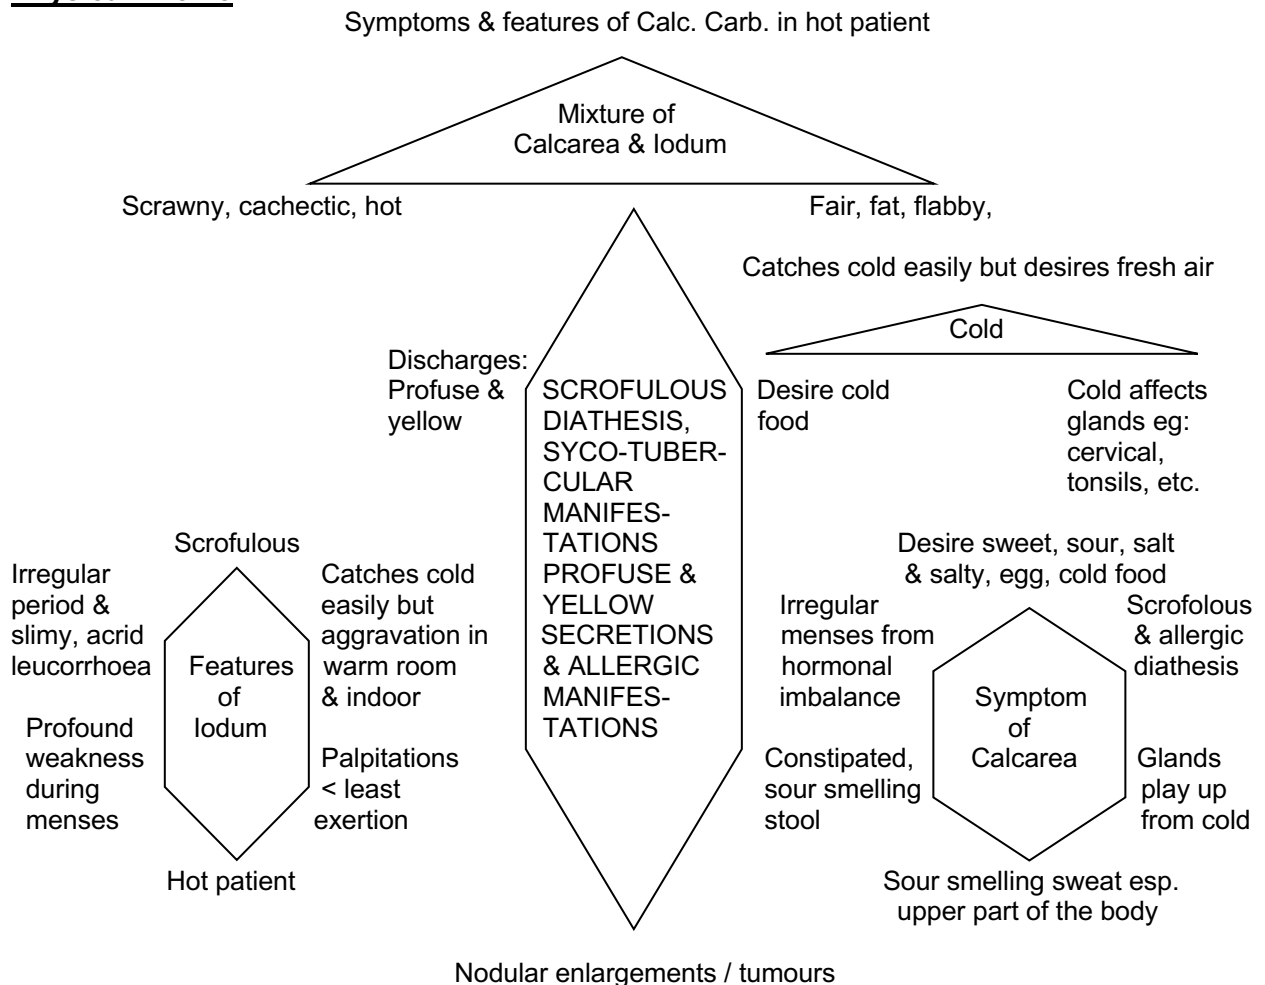 Symptoms & features of Calc. Carb. in hot patient
Mixture of
Calcarea & Iodum
Scrawny, cachectic, hot
Fair, fat, flabby,
Catches cold easily but desires fresh air
Cold
Discharges:
Profuse &
yellow
SCROFULOUS
DIATHESIS,
SYCO-TUBER-
CULAR
MANIFES-
TATIONS
PROFUSE &
YELLOW
SECRETIONS
& ALLERGIC
MANIFES-
TATIONS
Desire cold
food
Cold affects
glands eg:
cervical,
tonsils, etc.
Scrofulous
Irregular
period &
slimy, acrid
leucorrhoea
Catches cold
easily but
aggravation in
warm room
& indoor
Features
of
Iodum
Profound
weakness
during
menses
Palpitations
< least
exertion
Hot patient
Desire sweet, sour, salt
& salty, egg, cold food
Irregular
menses from
hormonal
imbalance
Scrofolous
& allergic
diathesis
Symptom
of
Calcarea
Constipated,
sour smelling
stool
Glands
play up
from cold
Sour smelling sweat esp.
upper part of the body
Nodular enlargements / tumours